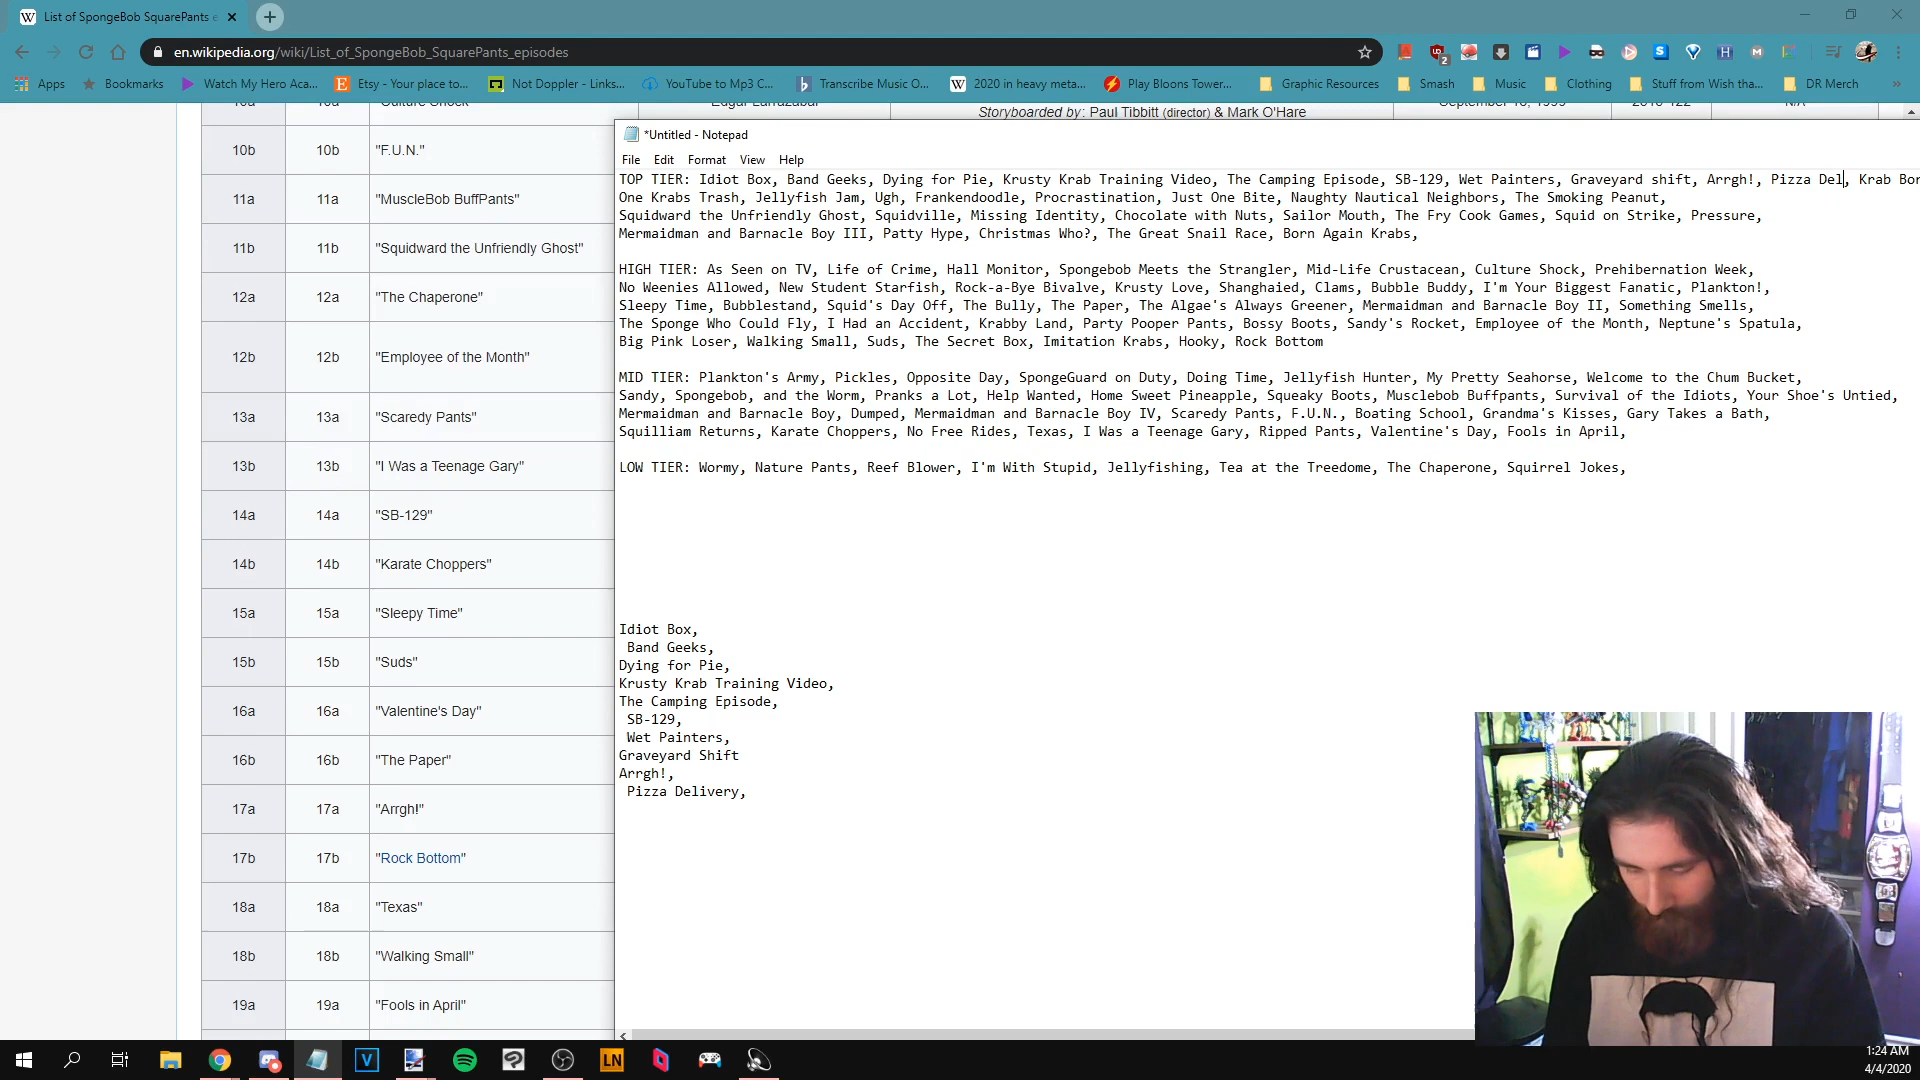 List of SpongeBob SquarePants e
en.wikipedia.org/wiki/List_of_SpongeBob_SquarePants_episodes
Apps Bookmarks Watch My Hero Aca... Etsy - Your place to... Not Doppler - Links... YouTube to Mp3 C... Transcribe Music O... 2020 in heavy meta... Play Bloons Tower... Graphic Resources Smash Music Clothing Stuff from Wish tha... DR Merch
10a 10a "Culture Shock" Edgar Larrazábal September 18, 1999 2616-122 N/A
Storyboarded by: Paul Tibbitt (director) & Mark O'Hare
10b 10b "F.U.N."
11a 11a "MuscleBob BuffPants"
11b 11b "Squidward the Unfriendly Ghost"
12a 12a "The Chaperone"
12b 12b "Employee of the Month"
13a 13a "Scaredy Pants"
13b 13b "I Was a Teenage Gary"
14a 14a "SB-129"
14b 14b "Karate Choppers"
15a 15a "Sleepy Time"
15b 15b "Suds"
16a 16a "Valentine's Day"
16b 16b "The Paper"
17a 17a "Arrgh!"
17b 17b "Rock Bottom"
18a 18a "Texas"
18b 18b "Walking Small"
19a 19a "Fools in April"
*Untitled - Notepad
File Edit Format View Help
TOP TIER: Idiot Box, Band Geeks, Dying for Pie, Krusty Krab Training Video, The Camping Episode, SB-129, Wet Painters, Graveyard shift, Arrgh!, Pizza Del, Krab Bor
One Krabs Trash, Jellyfish Jam, Ugh, Frankendoodle, Procrastination, Just One Bite, Naughty Nautical Neighbors, The Smoking Peanut,
Squidward the Unfriendly Ghost, Squidville, Missing Identity, Chocolate with Nuts, Sailor Mouth, The Fry Cook Games, Squid on Strike, Pressure,
Mermaidman and Barnacle Boy III, Patty Hype, Christmas Who?, The Great Snail Race, Born Again Krabs,
HIGH TIER: As Seen on TV, Life of Crime, Hall Monitor, Spongebob Meets the Strangler, Mid-Life Crustacean, Culture Shock, Prehibernation Week,
No Weenies Allowed, New Student Starfish, Rock-a-Bye Bivalve, Krusty Love, Shanghaied, Clams, Bubble Buddy, I'm Your Biggest Fanatic, Plankton!,
Sleepy Time, Bubblestand, Squid's Day Off, The Bully, The Paper, The Algae's Always Greener, Mermaidman and Barnacle Boy II, Something Smells,
The Sponge Who Could Fly, I Had an Accident, Krabby Land, Party Pooper Pants, Bossy Boots, Sandy's Rocket, Employee of the Month, Neptune's Spatula,
Big Pink Loser, Walking Small, Suds, The Secret Box, Imitation Krabs, Hooky, Rock Bottom
MID TIER: Plankton's Army, Pickles, Opposite Day, SpongeGuard on Duty, Doing Time, Jellyfish Hunter, My Pretty Seahorse, Welcome to the Chum Bucket,
Sandy, Spongebob, and the Worm, Pranks a Lot, Help Wanted, Home Sweet Pineapple, Squeaky Boots, Musclebob Buffpants, Survival of the Idiots, Your Shoe's Untied,
Mermaidman and Barnacle Boy, Dumped, Mermaidman and Barnacle Boy IV, Scaredy Pants, F.U.N., Boating School, Grandma's Kisses, Gary Takes a Bath,
Squilliam Returns, Karate Choppers, No Free Rides, Texas, I Was a Teenage Gary, Ripped Pants, Valentine's Day, Fools in April,
LOW TIER: Wormy, Nature Pants, Reef Blower, I'm With Stupid, Jellyfishing, Tea at the Treedome, The Chaperone, Squirrel Jokes,
Idiot Box,
Band Geeks,
Dying for Pie,
Krusty Krab Training Video,
The Camping Episode,
SB-129,
Wet Painters,
Graveyard Shift
Arrgh!,
Pizza Delivery,
1:24 AM
4/4/2020